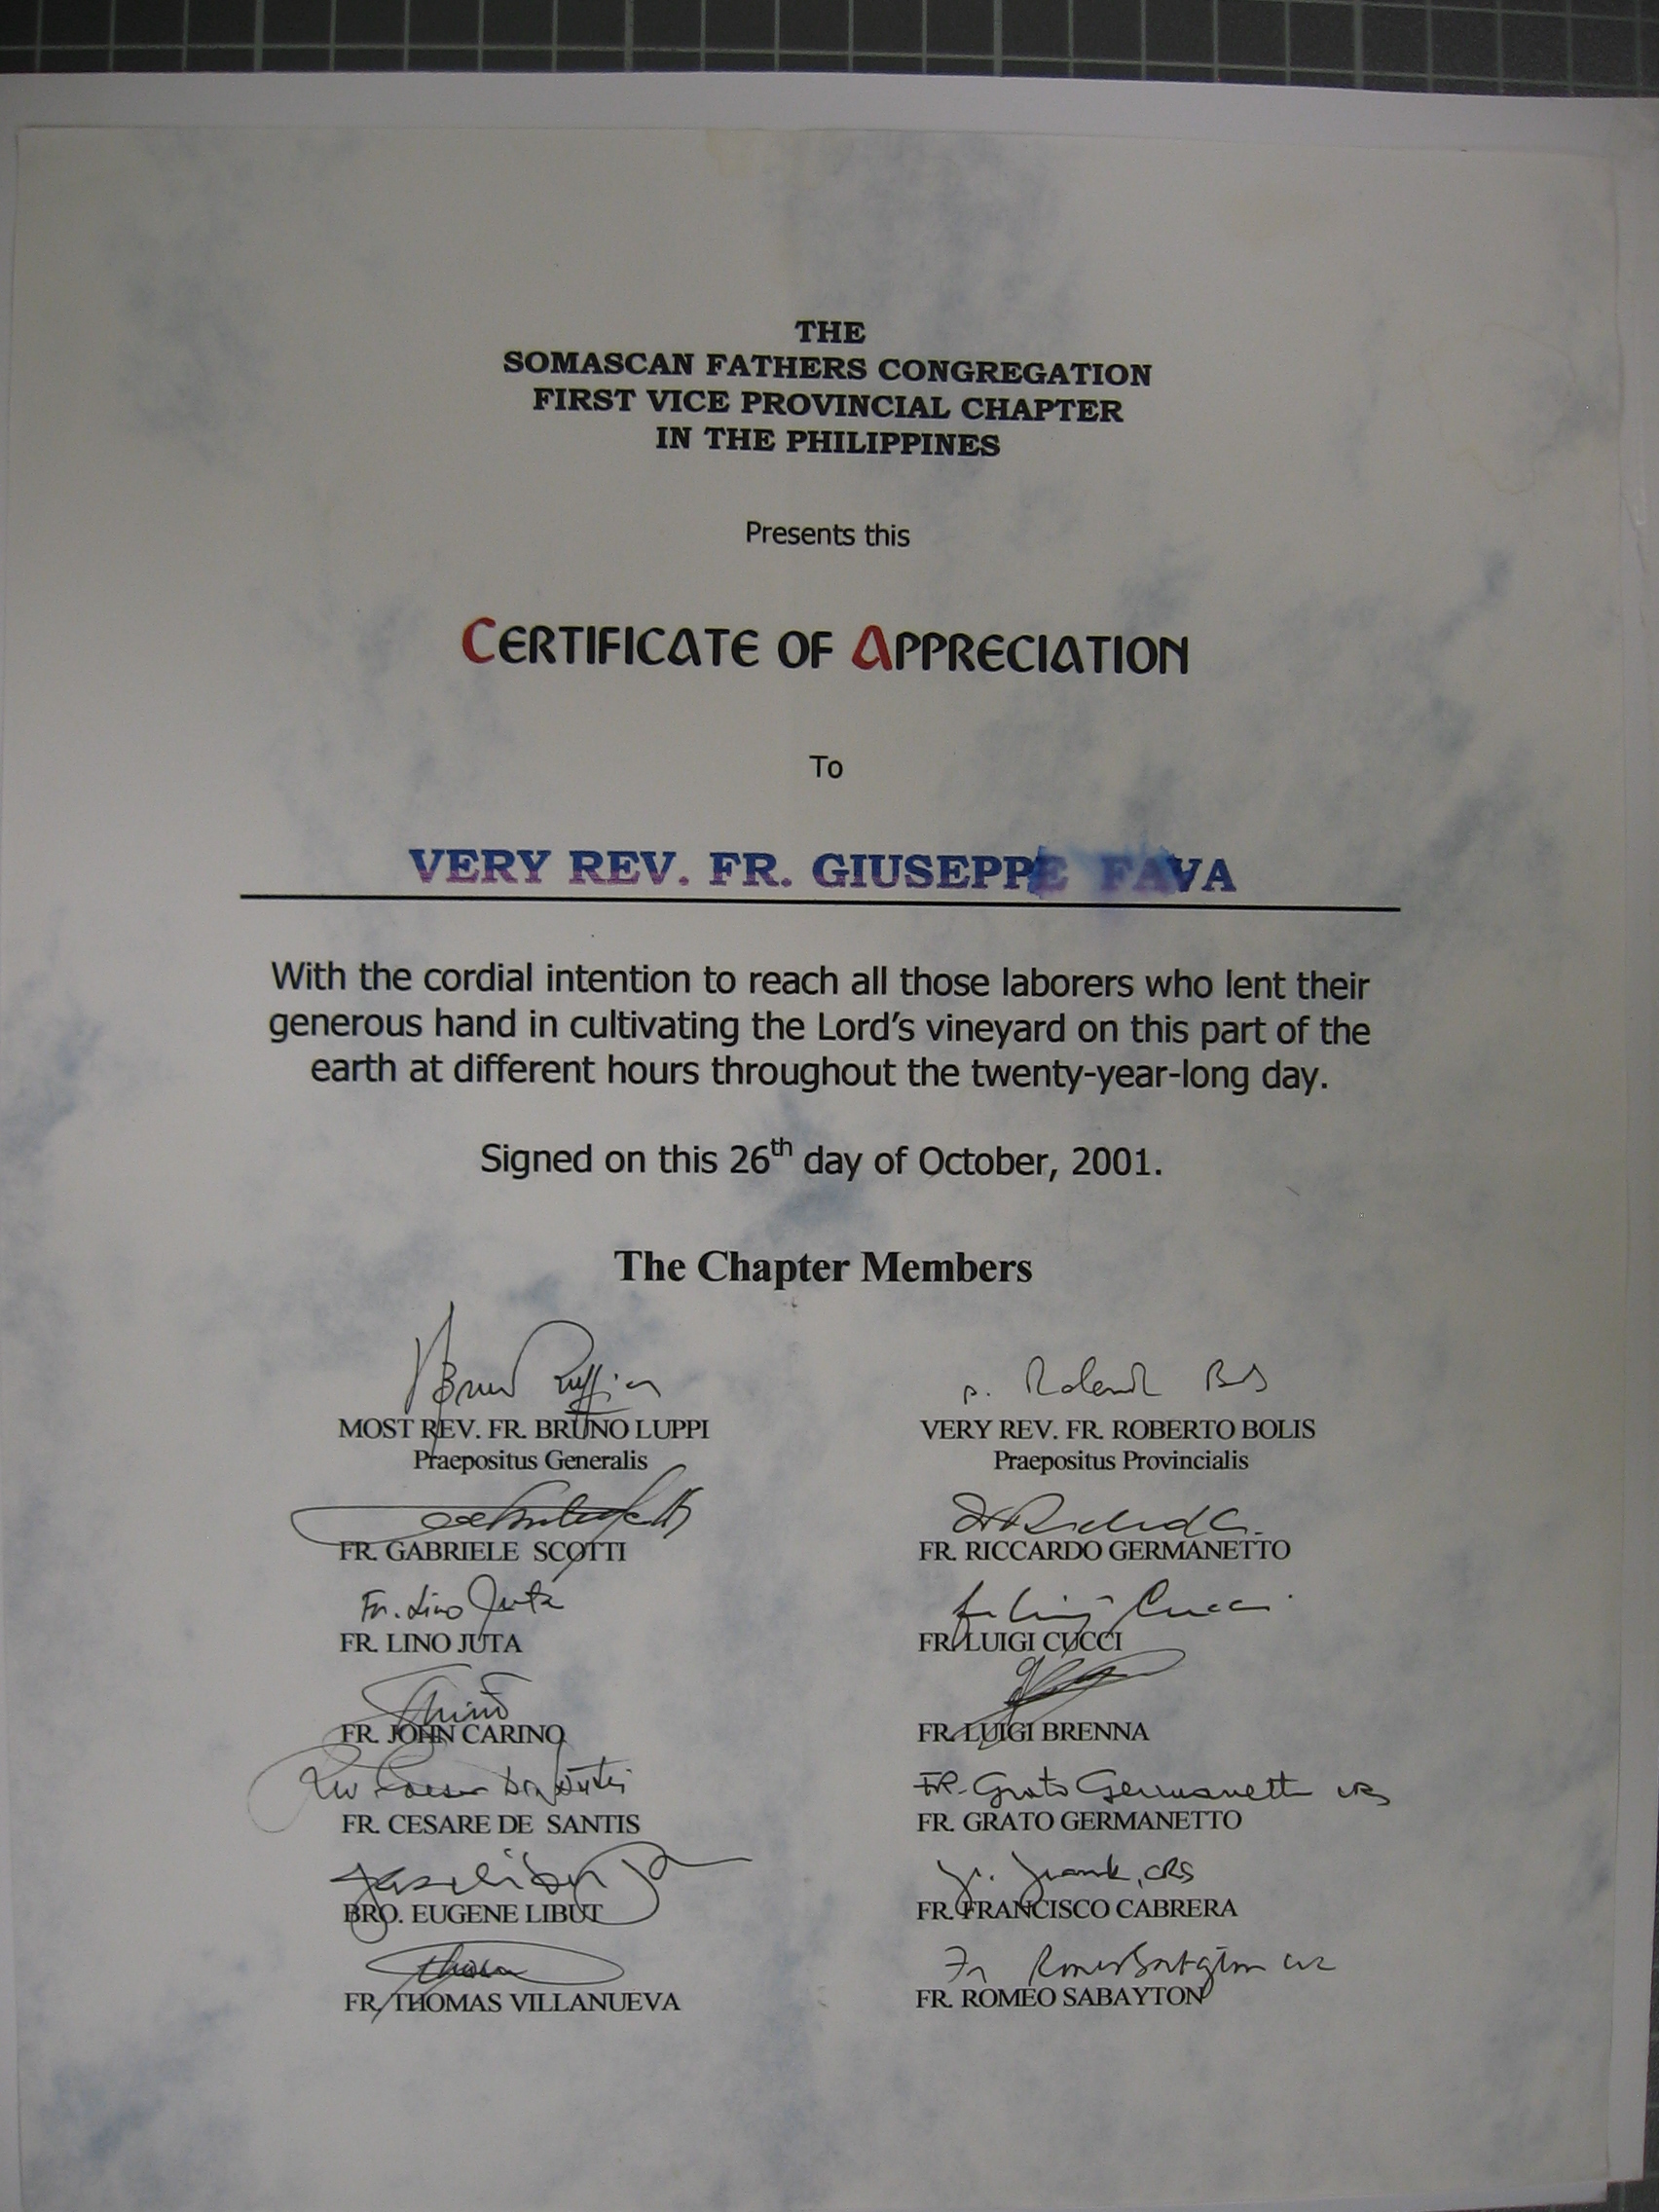 THE
SOMASCAN FATHERS CONGREGATION
FIRST VICE PROVINCIAL CHAPTER
IN THE PHILIPPINES
Presents this
CERTIFICATE OF APPRECIATION
To
VERY REV. FR. GIUSEPPE FAVA
With the cordial intention to reach all those laborers who lent their
generous hand in cultivating the Lord's vineyard on this part of the
earth at different hours throughout the twenty-year-long day.
Signed on this 26th day of October, 2001.
The Chapter Members
MOST REV. FR. BRUNO LUPPI
Praepositus Generalis
VERY REV. FR. ROBERTO BOLIS
Praepositus Provincialis
FR. GABRIELE SCOTTI
FR. RICCARDO GERMANETTO
Fr. Lino Juta
FR. LINO JUTA
FR. LUIGI CUCCI
FR. JOHN CARINO
FR. LUIGI BRENNA
FR. CESARE DE SANTIS
FR. Grato Germanetto crs
FR. GRATO GERMANETTO
BRO. EUGENE LIBUT
Fr. Frank, CRS
FR. FRANCISCO CABRERA
FR. THOMAS VILLANUEVA
FR. ROMEO SABAYTON